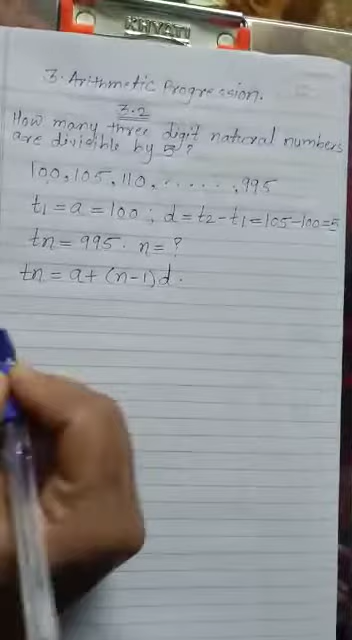 KHYATI
3. Arithmetic Progression.
3.2
How many three digit natural numbers
are divisible by 5?
100, 105, 110, ......., 995
t1 = a = 100 ; d = t2 - t1 = 105 - 100 = 5
tn = 995. n = ?
tn = a + (n-1) d.